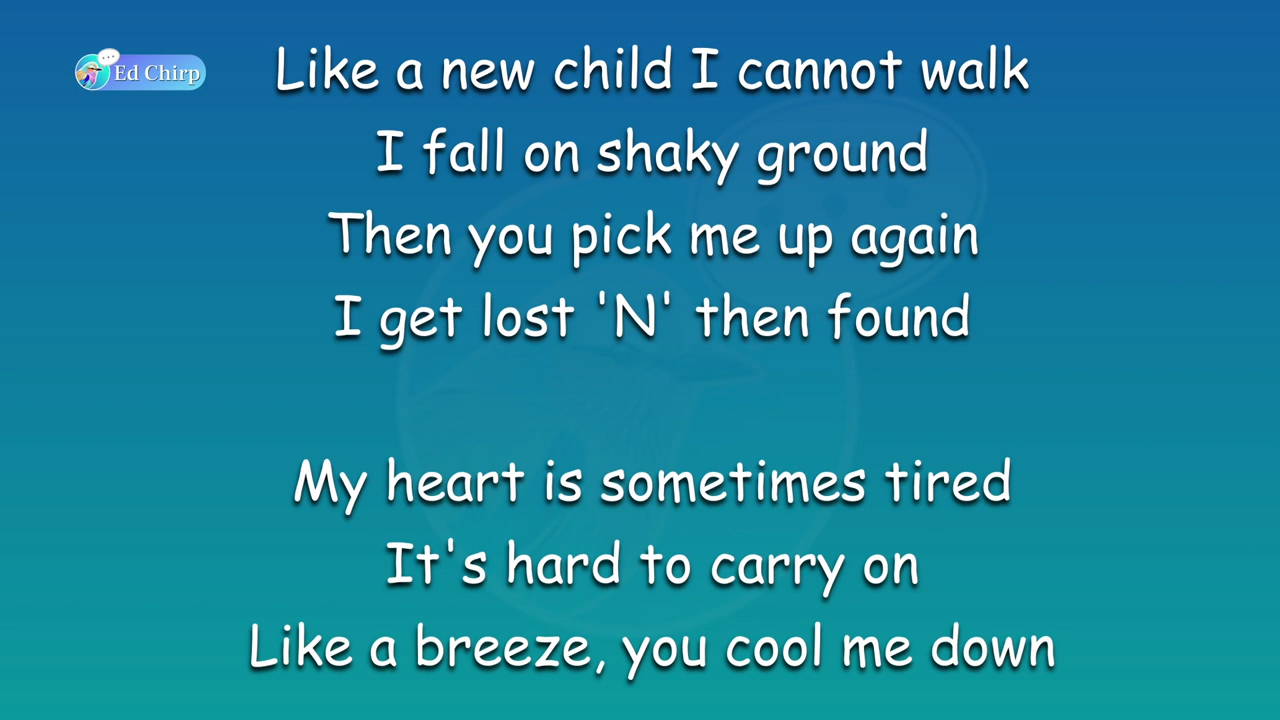 Ed Chirp
Like a new child I cannot walk
I fall on shaky ground
Then you pick me up again
I get lost 'N' then found
My heart is sometimes tired
It's hard to carry on
Like a breeze, you cool me down